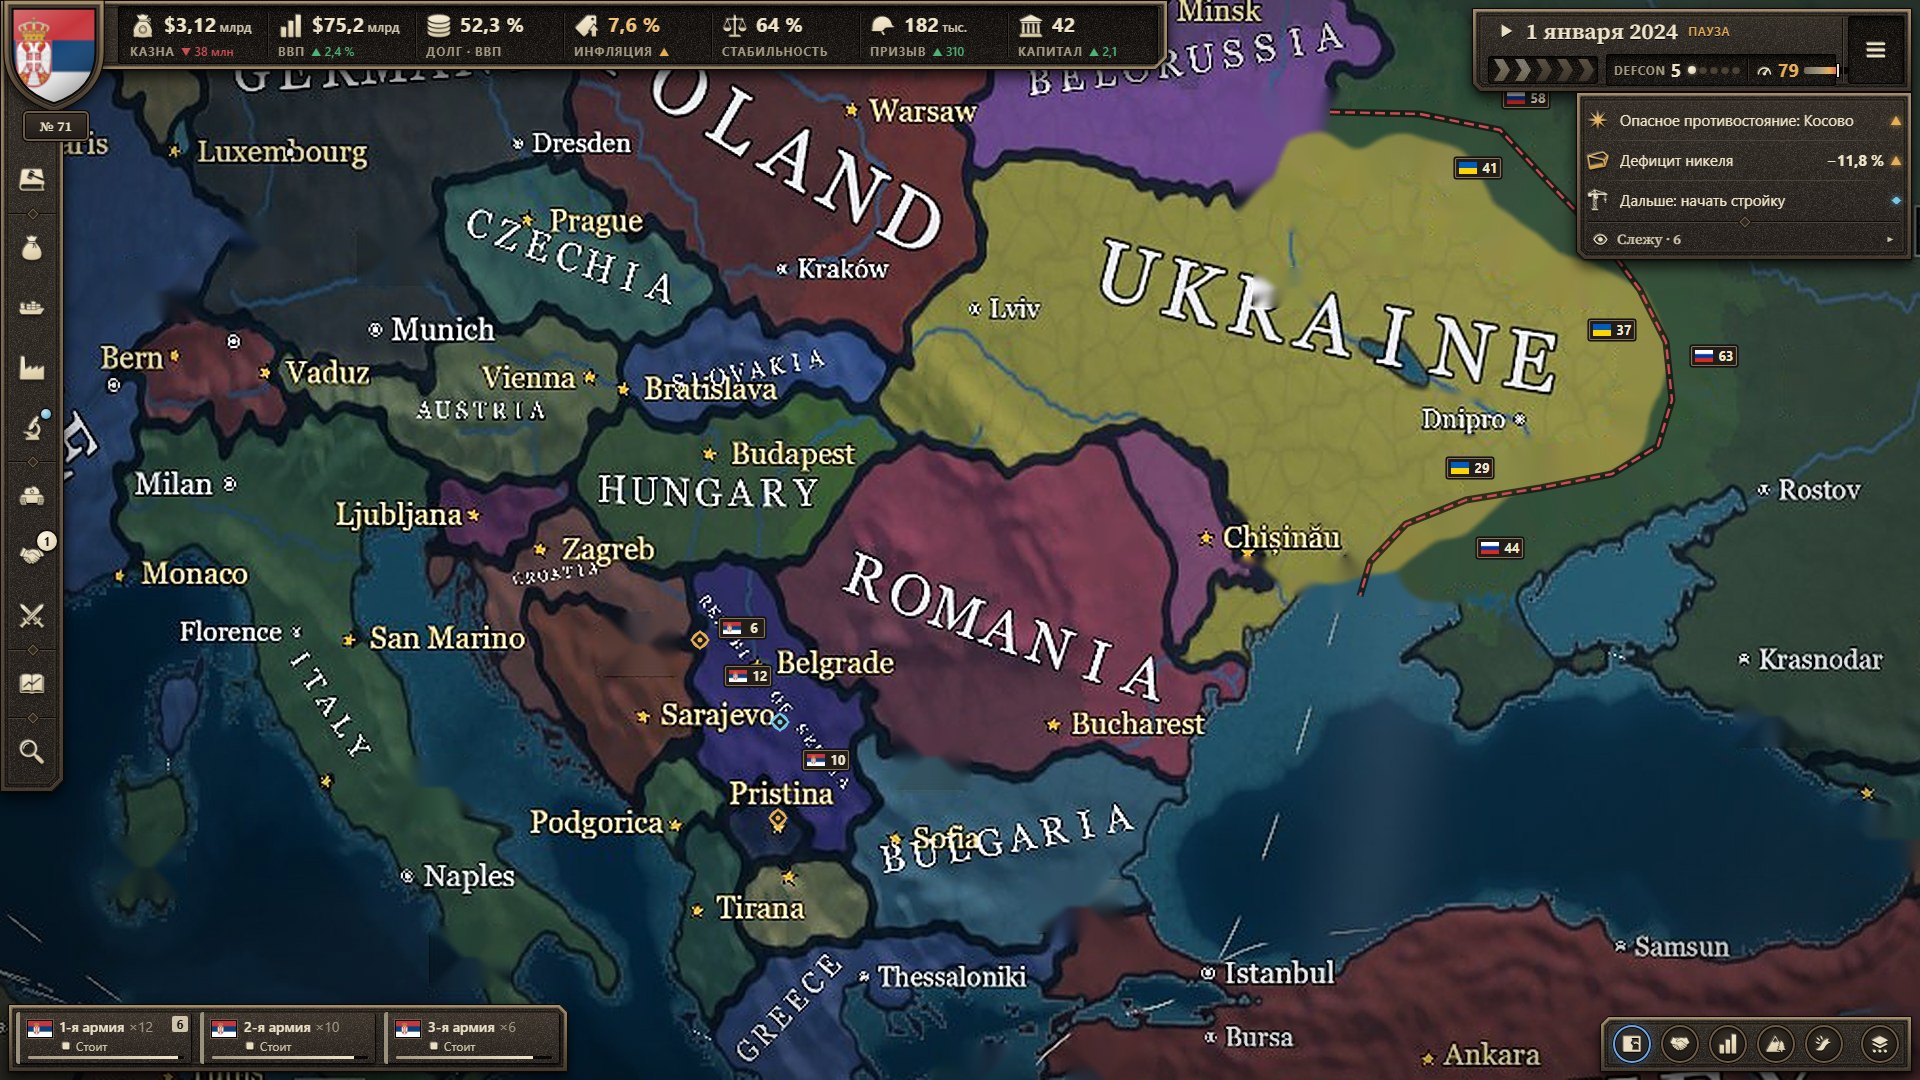 $3,12 млрд
КАЗНА ▼ 38 млн
$75,2 млрд
ВВП ▲ 2,4 %
52,3 %
ДОЛГ · ВВП
7,6 % 
ИНФЛЯЦИЯ ▲
64 %
СТАБИЛЬНОСТЬ
182 тыс.
ПРИЗЫВ ▲ 310
42
КАПИТАЛ ▲ 2,1
1 января 2024 ПАУЗА
DEFCON 5
79
№ 71
Опасное противостояние: Косово
Дефицит никеля −11,8 %
Дальше: начать стройку
Слежу · 6
1
Minsk
BELORUSSIA
58
Warsaw
Luxembourg
Dresden
41
Prague
CZECHIA
Kraków
UKRAINE
Lviv
37
63
Munich
Bern
Vaduz
Vienna
AUSTRIA
SLOVAKIA
Bratislava
Dnipro
29
Budapest
HUNGARY
Milan
Ljubljana
Rostov
Chișinău
44
Zagreb
CROATIA
Monaco
ROMANIA
Florence
San Marino
ITALY
6
Belgrade
12
Krasnodar
Sarajevo
Bucharest
10
Pristina
Podgorica
Sofia
BULGARIA
Naples
Tirana
GREECE
Thessaloniki
Istanbul
Samsun
Bursa
Ankara
1-я армия ×12
6
Стоит
2-я армия ×10
Стоит
3-я армия ×6
Стоит